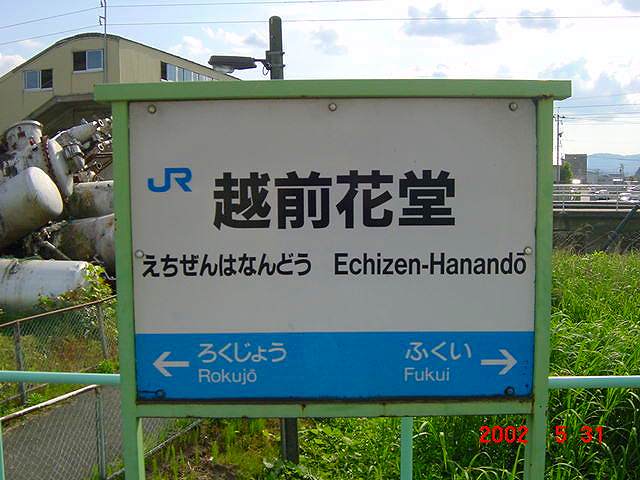 JR 越前花堂
えちぜんはなんどう Echizen-Hanandō
← ろくじょう ふくい →
Rokujō Fukui
2002 5 31